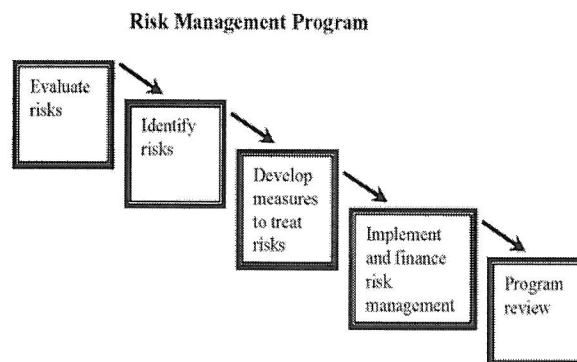 Risk Management Program
Evaluate
risks
Identify
risks
Develop
measures
to treat
risks
Implement
and finance
risk
management
Program
review